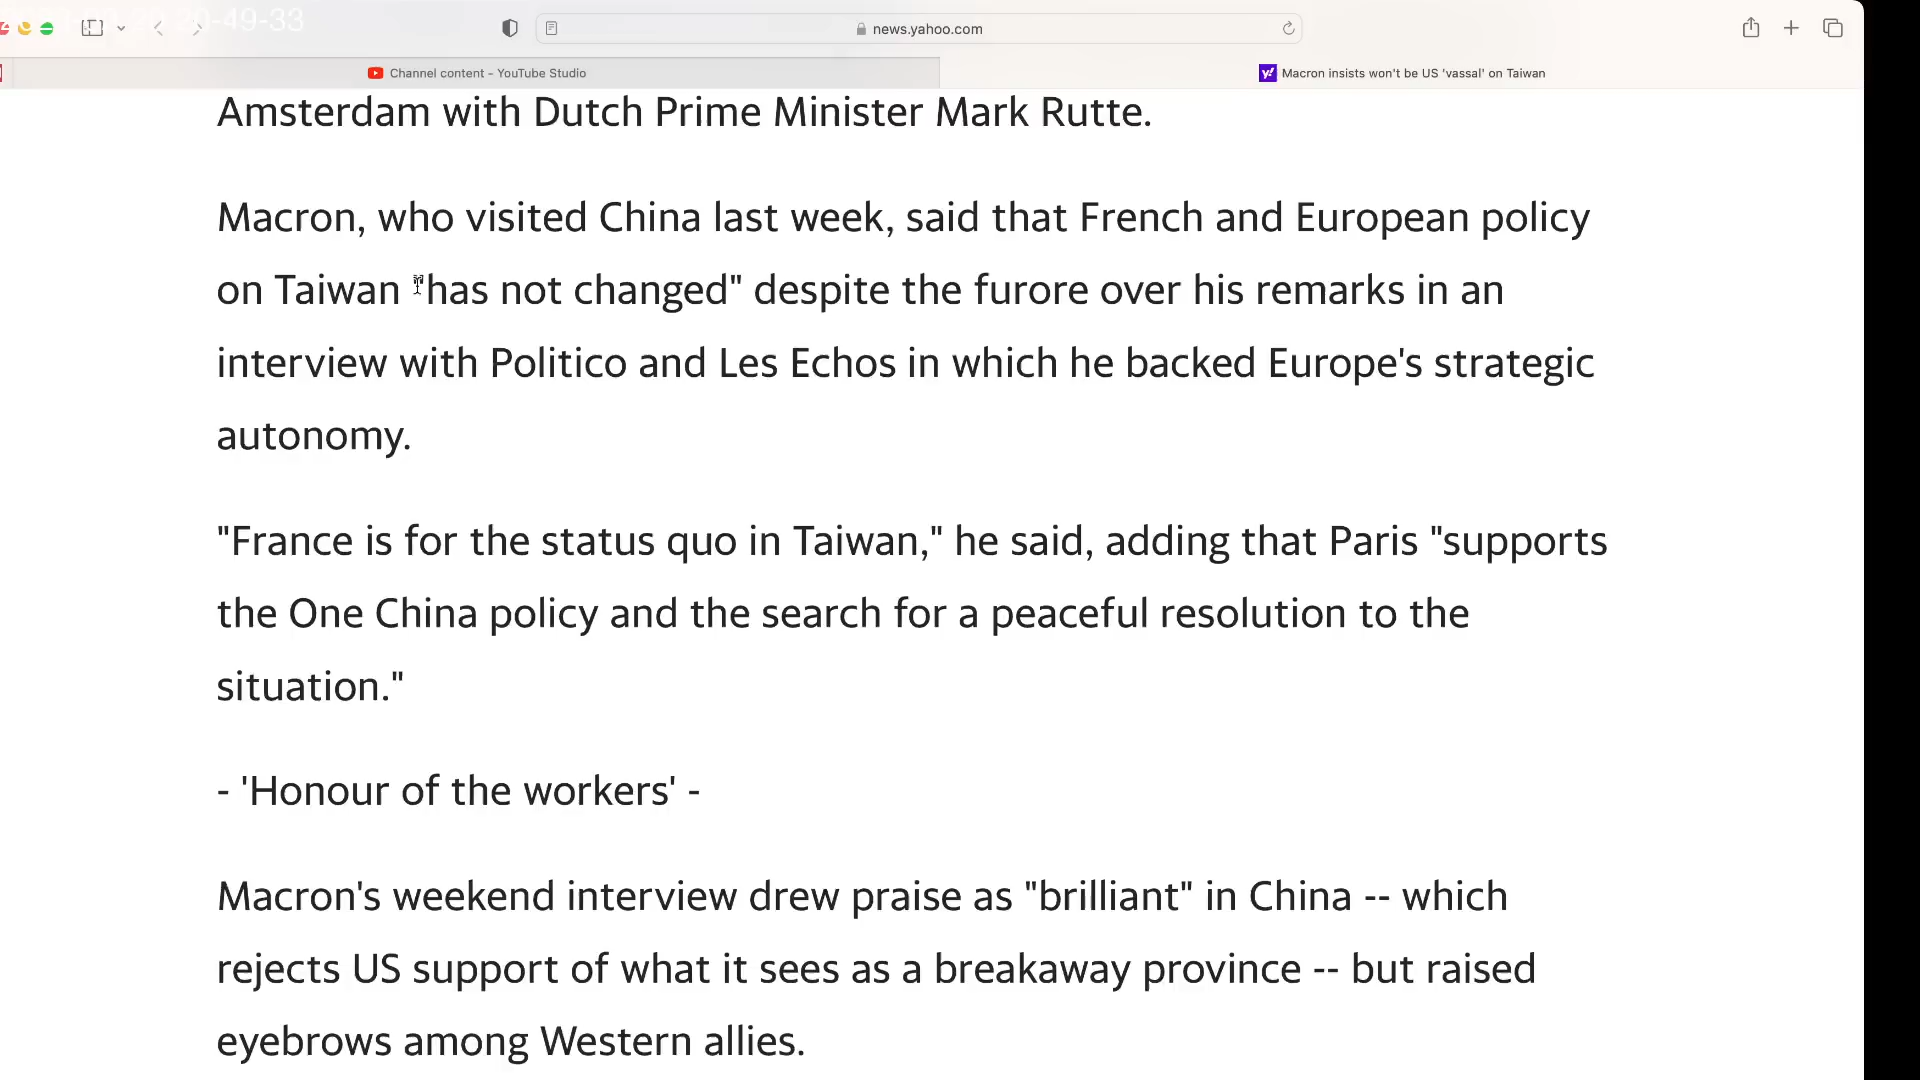 20-49-33
news.yahoo.com
Channel content - YouTube Studio
Macron insists won't be US 'vassal' on Taiwan
Amsterdam with Dutch Prime Minister Mark Rutte.
Macron, who visited China last week, said that French and European policy
on Taiwan "has not changed" despite the furore over his remarks in an
interview with Politico and Les Echos in which he backed Europe's strategic
autonomy.
"France is for the status quo in Taiwan," he said, adding that Paris "supports
the One China policy and the search for a peaceful resolution to the
situation."
- 'Honour of the workers' -
Macron's weekend interview drew praise as "brilliant" in China -- which
rejects US support of what it sees as a breakaway province -- but raised
eyebrows among Western allies.